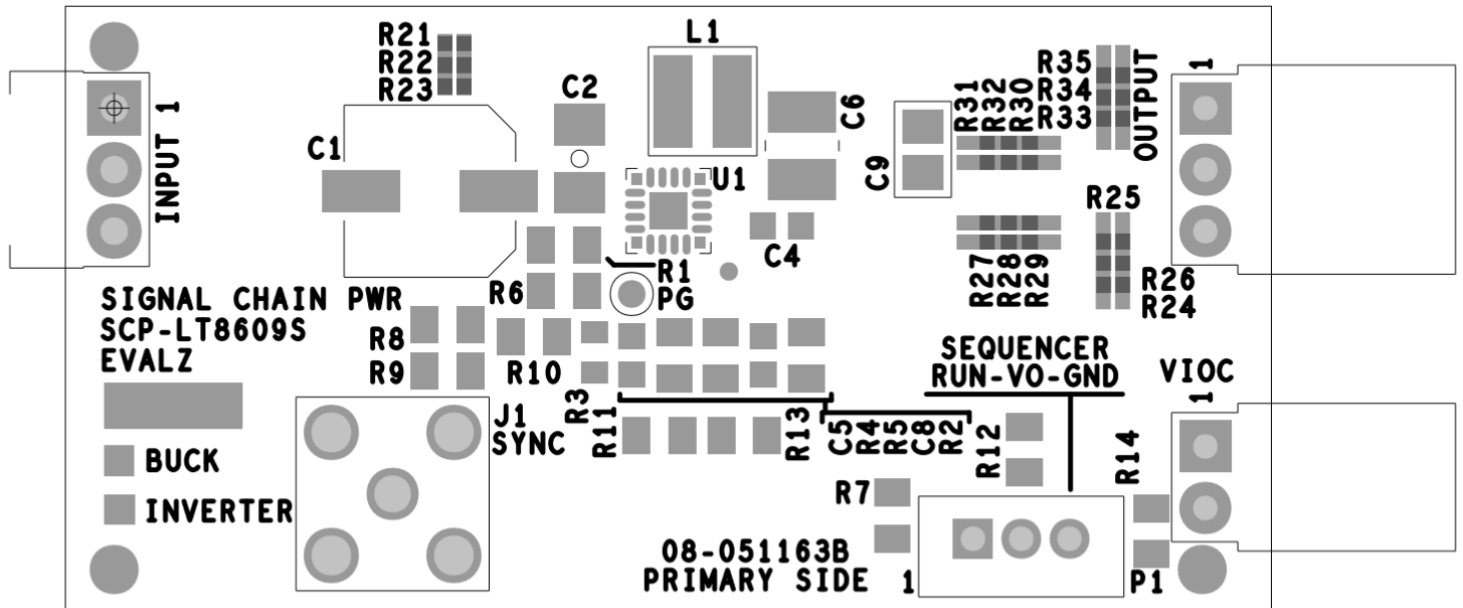 R21
R22
R23
L1
C2
C6
C1
INPUT 1
U1
C9
R31
R32
R30
R35
R34
R33
OUTPUT
1
R25
C4
R27
R28
R29
R26
R24
R1
PG
R6
SIGNAL CHAIN PWR
SCP-LT8609S
EVALZ
R8
R9
R10
R3
R11
R13
C5
R4
R5
C8
R2
SEQUENCER
RUN-VO-GND
VIOC
1
R12
R14
J1
SYNC
BUCK
INVERTER
R7
08-051163B
PRIMARY SIDE
1
P1